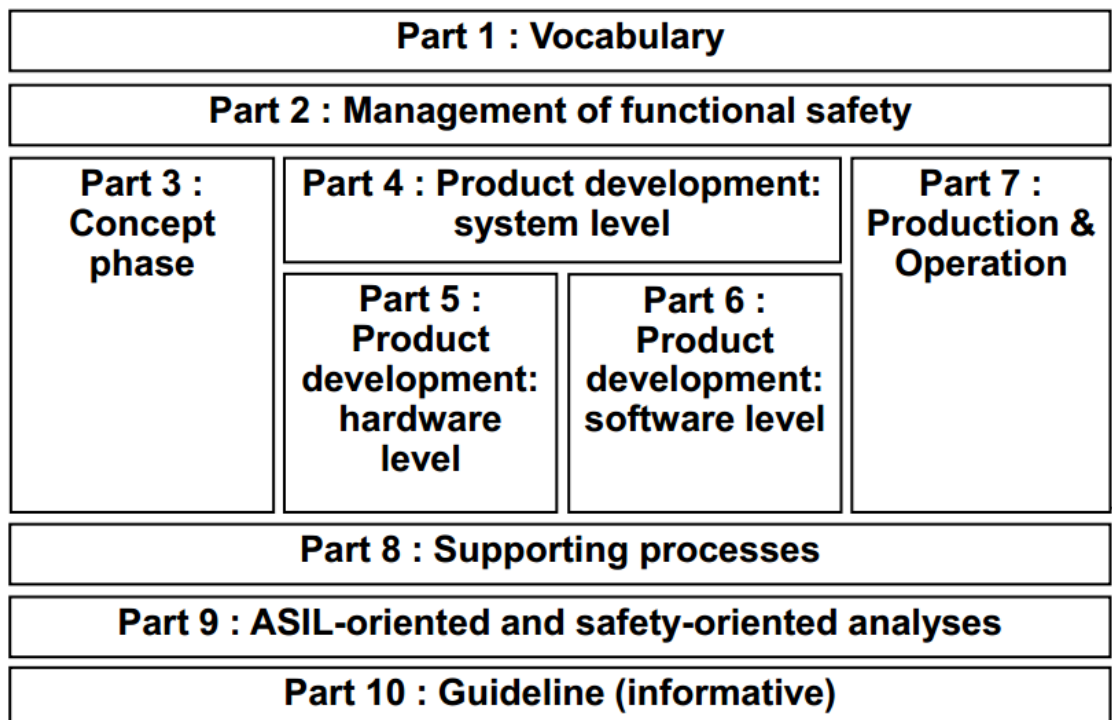 Part 1 : Vocabulary
Part 2 : Management of functional safety
Part 3 :
Concept
phase
Part 4 : Product development:
system level
Part 5 :
Product
development:
hardware
level
Part 6 :
Product
development:
software level
Part 7 :
Production &
Operation
Part 8 : Supporting processes
Part 9 : ASIL-oriented and safety-oriented analyses
Part 10 : Guideline (informative)